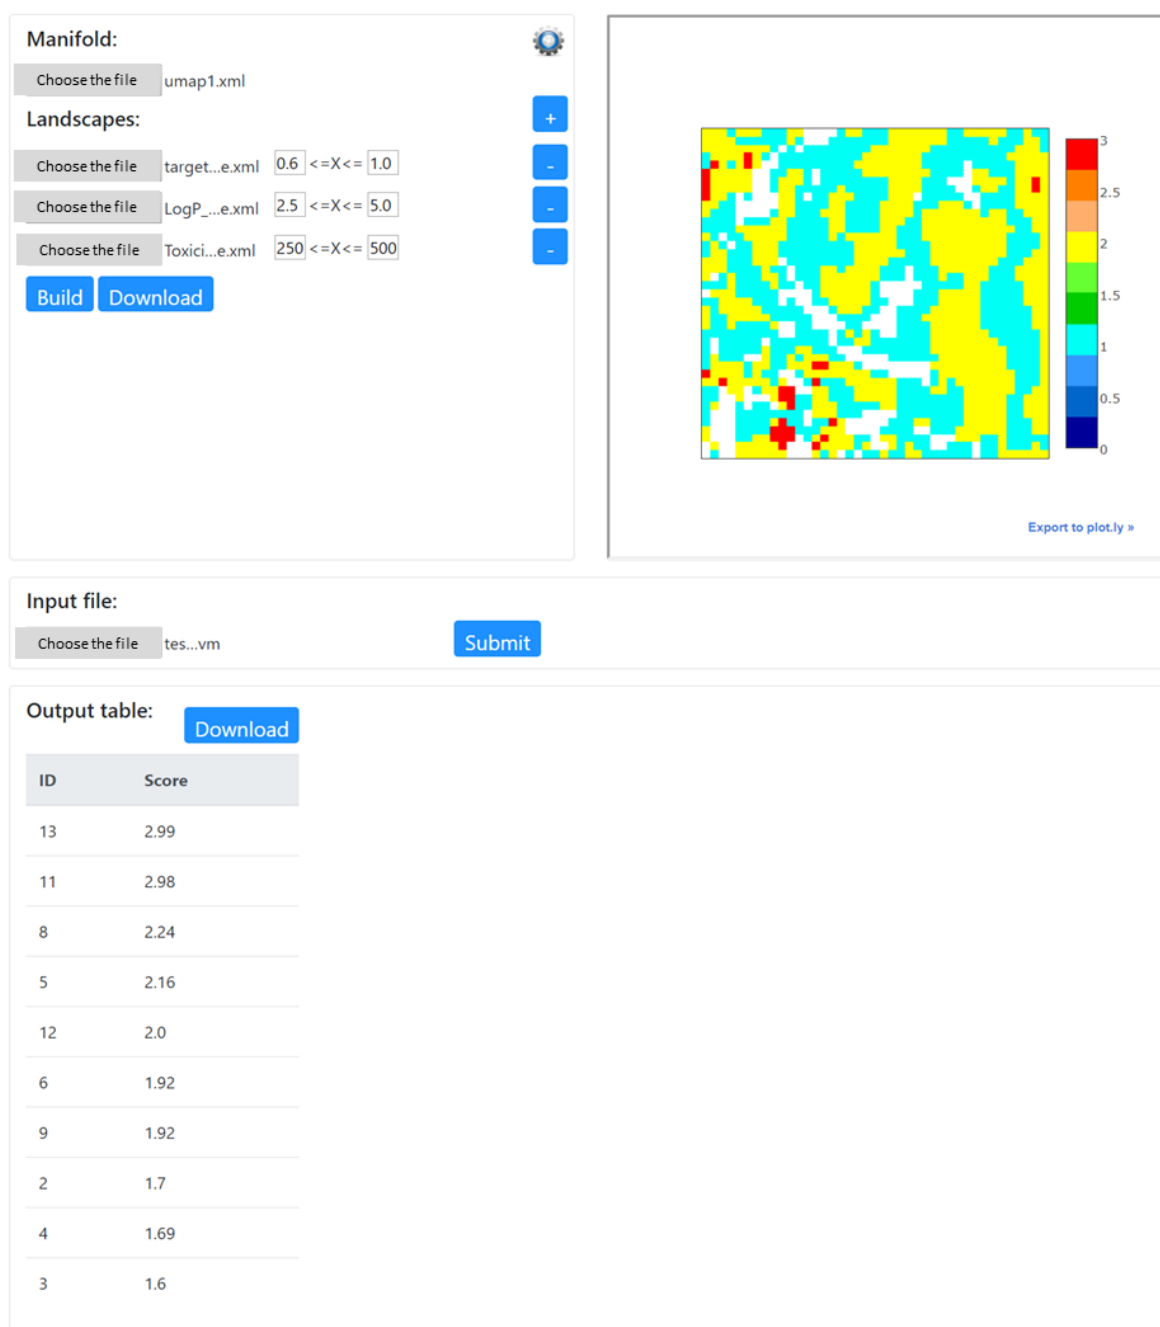 Manifold:
Choose the file umap1.xml
Landscapes:
+
Choose the file target...e.xml 0.6 <=X<= 1.0 -
Choose the file LogP_...e.xml 2.5 <=X<= 5.0 -
Choose the file Toxici...e.xml 250 <=X<= 500 -
Build Download
3
2.5
2
1.5
1
0.5
0
Export to plot.ly »
Input file:
Choose the file tes...vm Submit
Output table:
Download
ID Score
13 2.99
11 2.98
8 2.24
5 2.16
12 2.0
6 1.92
9 1.92
2 1.7
4 1.69
3 1.6